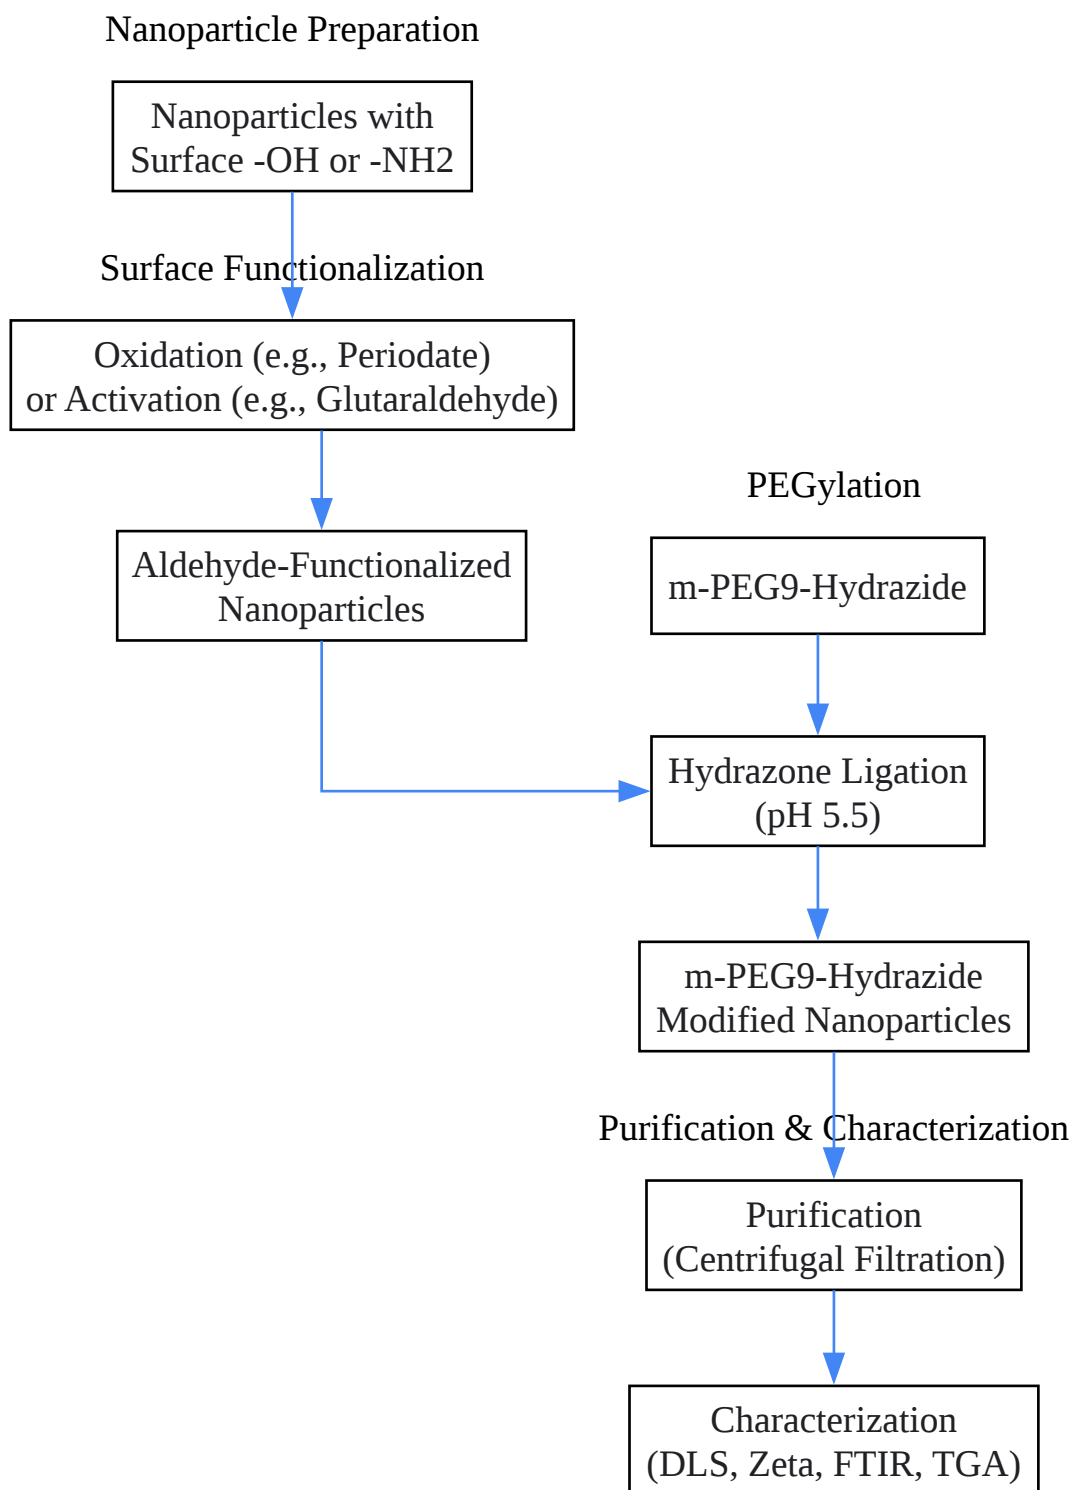 Nanoparticle Preparation
Nanoparticles with
Surface -OH or -NH2
Surface Functionalization
Oxidation (e.g., Periodate)
or Activation (e.g., Glutaraldehyde)
Aldehyde-Functionalized
Nanoparticles
PEGylation
m-PEG9-Hydrazide
Hydrazone Ligation
(pH 5.5)
m-PEG9-Hydrazide
Modified Nanoparticles
Purification & Characterization
Purification
(Centrifugal Filtration)
Characterization
(DLS, Zeta, FTIR, TGA)